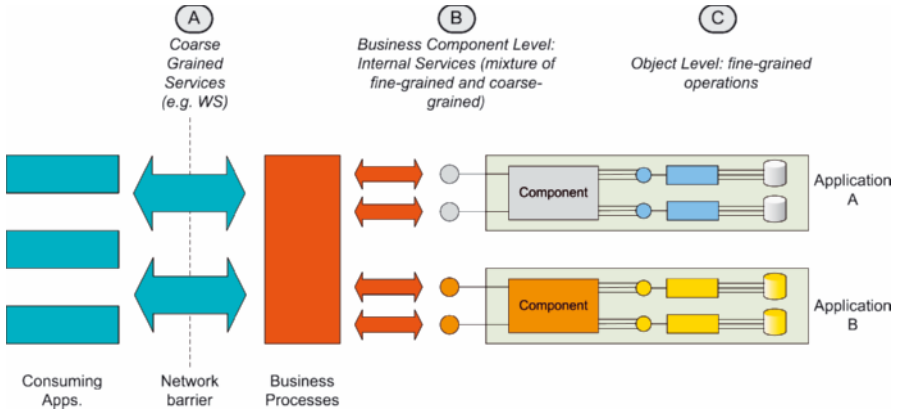 A
Coarse
Grained
Services
(e.g. WS)
B
Business Component Level:
Internal Services (mixture of
fine-grained and coarse-
grained)
C
Object Level: fine-grained
operations
Component
Application
A
Component
Application
B
Consuming
Apps.
Network
barrier
Business
Processes